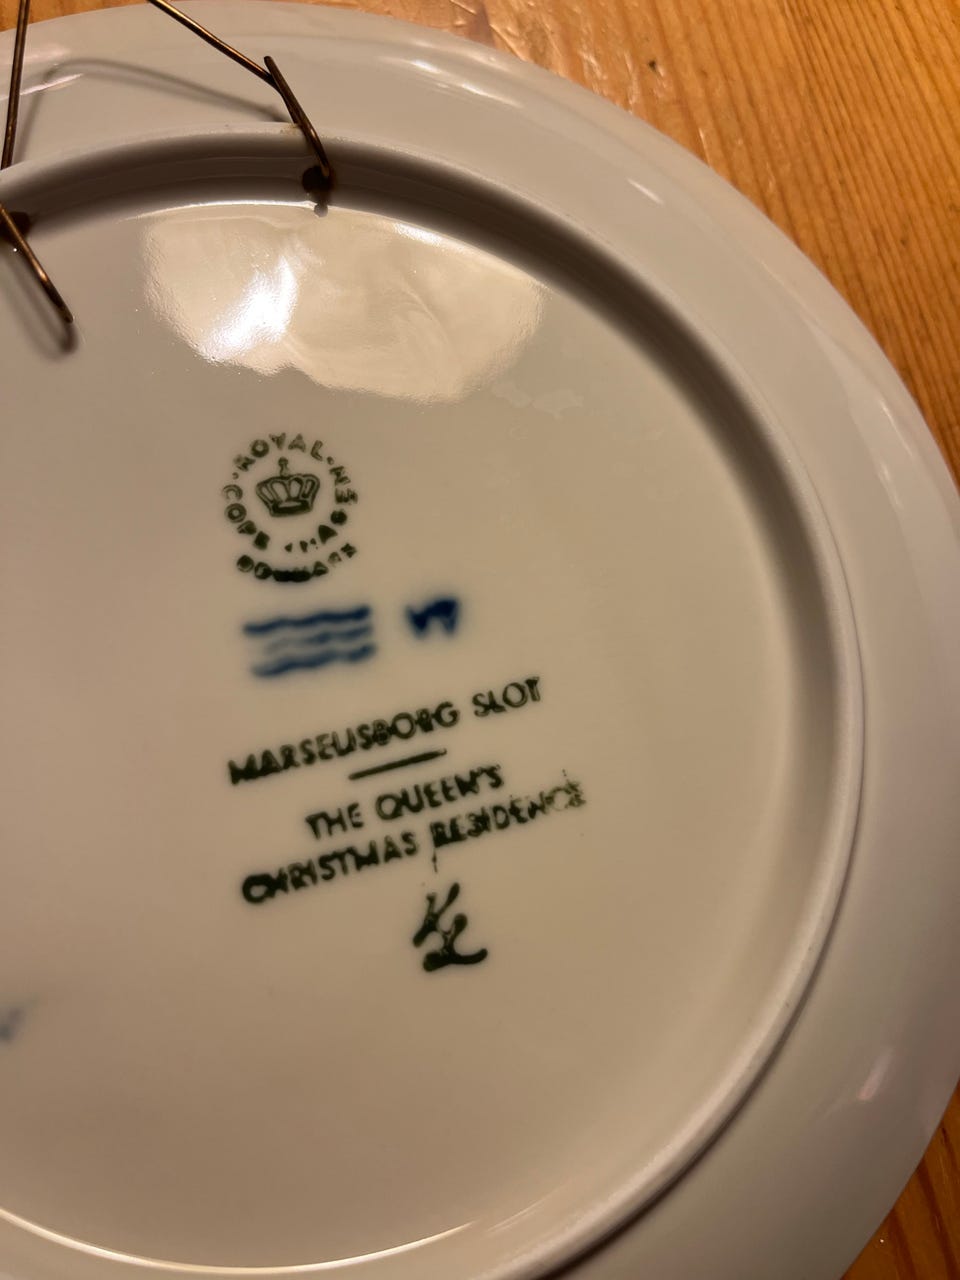 ROYAL COPENHAGEN
DENMARK
MARSELISBORG SLOT
THE QUEEN'S
CHRISTMAS RESIDENCE